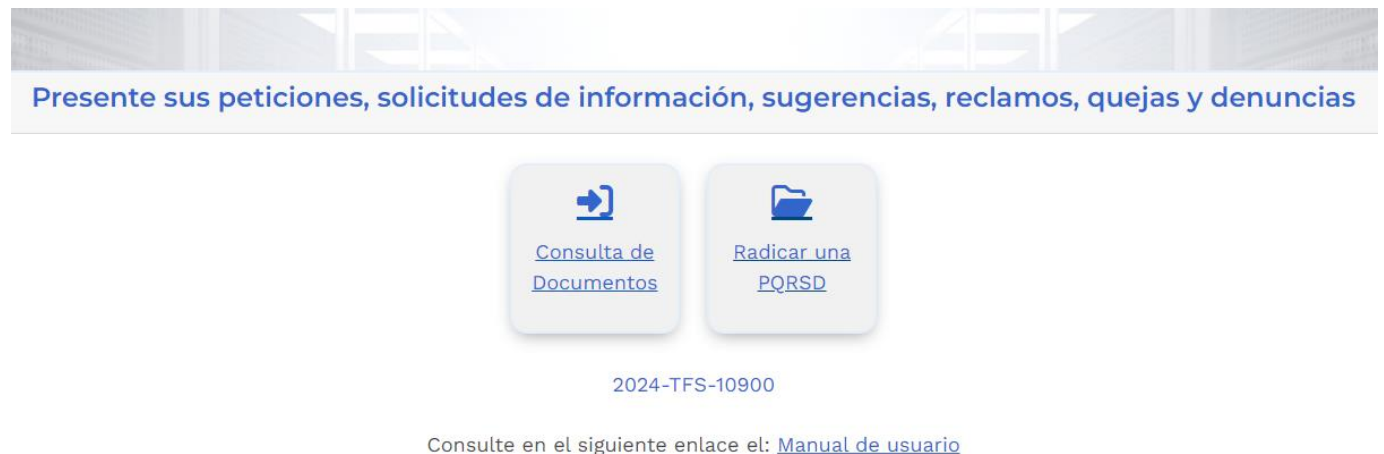 Presente sus peticiones, solicitudes de información, sugerencias, reclamos, quejas y denuncias
Consulta de
Documentos
Radicar una
PQRSD
2024-TFS-10900
Consulte en el siguiente enlace el: Manual de usuario